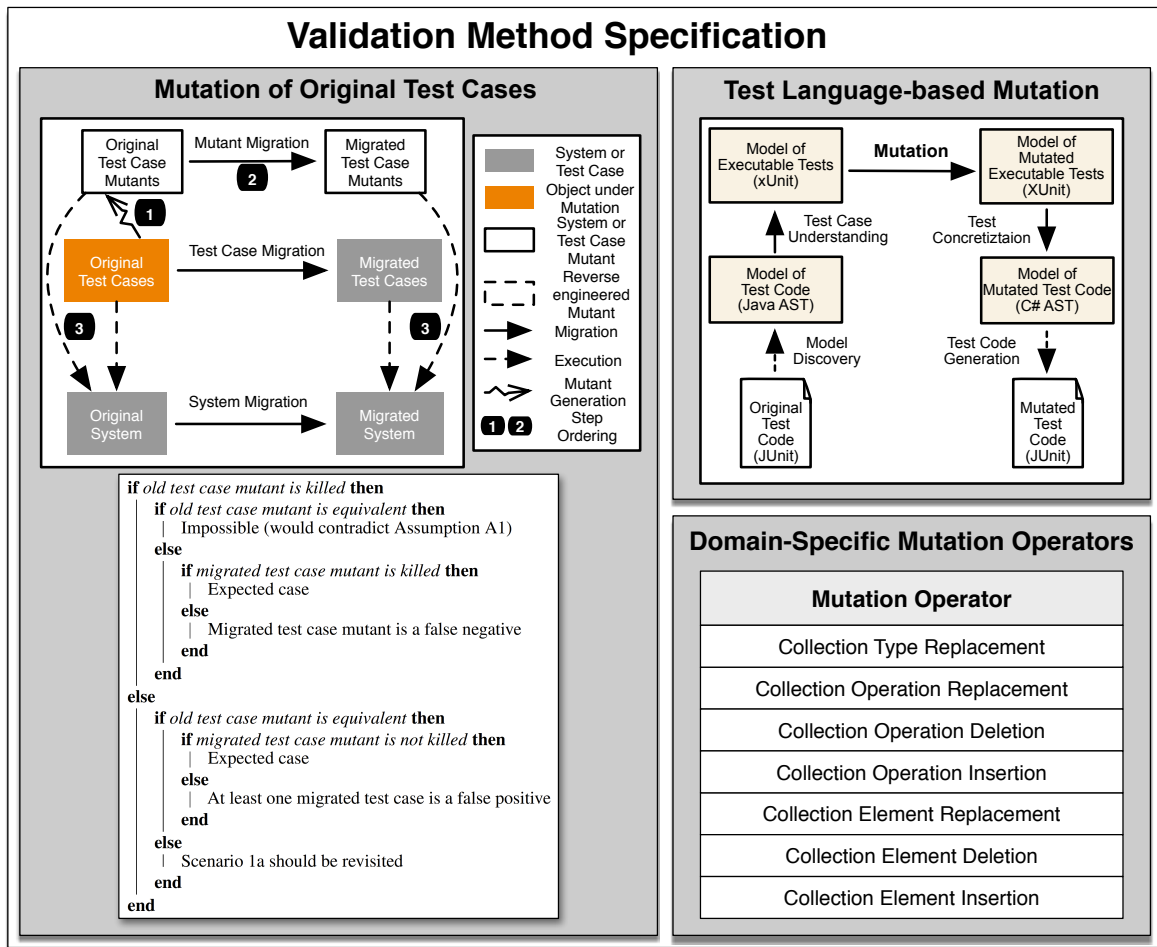 Validation Method Specification
Mutation of Original Test Cases
Original
Test Case
Mutants
Mutant Migration
2
Migrated
Test Case
Mutants
1
Original
Test Cases
Test Case Migration
Migrated
Test Cases
3
3
Original
System
System Migration
Migrated
System
System or
Test Case
Object under
Mutation
System or
Test Case
Mutant
Reverse
engineered
Mutant
Migration
Execution
Mutant
Generation
1 2
Step
Ordering
if old test case mutant is killed then
if old test case mutant is equivalent then
Impossible (would contradict Assumption A1)
else
if migrated test case mutant is killed then
Expected case
else
Migrated test case mutant is a false negative
end
end
else
if old test case mutant is equivalent then
if migrated test case mutant is not killed then
Expected case
else
At least one migrated test case is a false positive
end
else
Scenario 1a should be revisited
end
end
Test Language-based Mutation
Model of
Executable Tests
(xUnit)
Mutation
Model of
Mutated
Executable Tests
(XUnit)
Test Case
Understanding
Test
Concretiztaion
Model of
Test Code
(Java AST)
Model of
Mutated Test Code
(C# AST)
Model
Discovery
Test Code
Generation
Original
Test
Code
(JUnit)
Mutated
Test
Code
(JUnit)
Domain-Specific Mutation Operators
Mutation Operator
Collection Type Replacement
Collection Operation Replacement
Collection Operation Deletion
Collection Operation Insertion
Collection Element Replacement
Collection Element Deletion
Collection Element Insertion